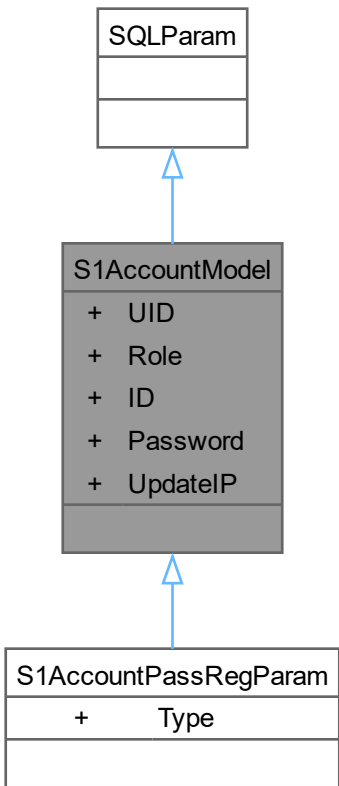 SQLParam
S1AccountModel
+ UID
+ Role
+ ID
+ Password
+ UpdateIP
S1AccountPassRegParam
+ Type